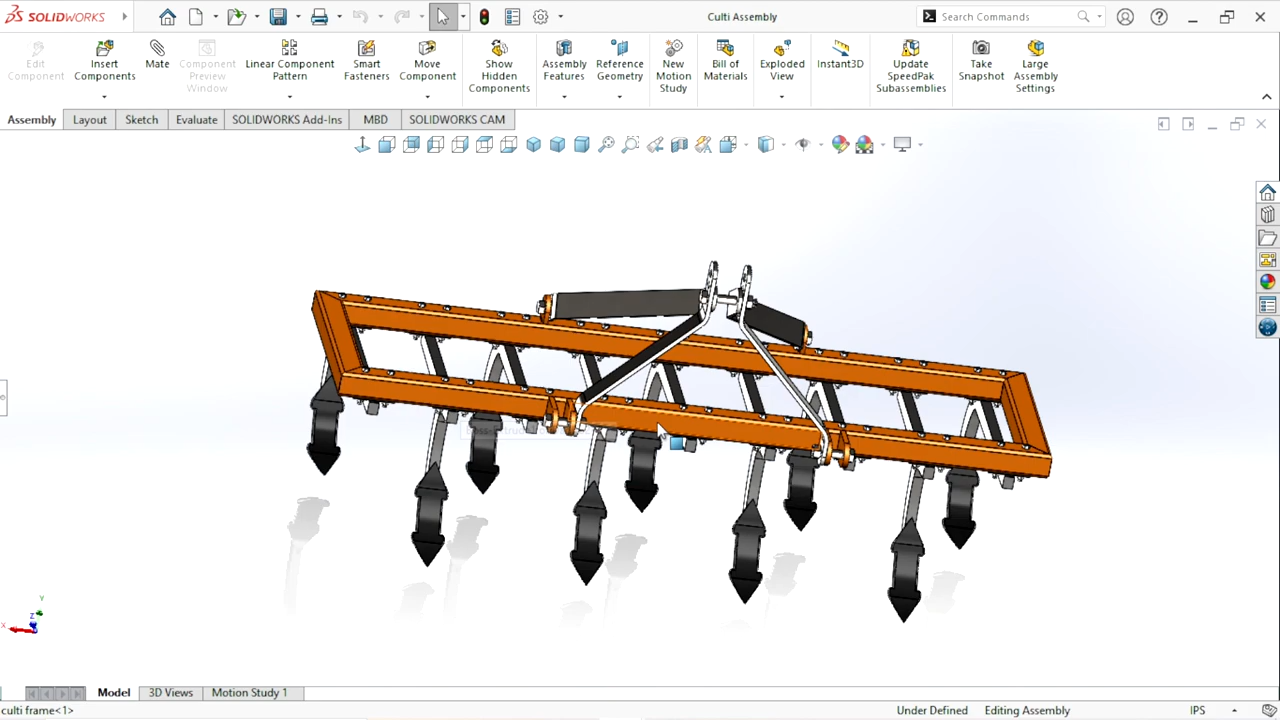 SOLIDWORKS
Culti Assembly
Search Commands
Edit Component
Insert Components
Mate
Component Preview Window
Linear Component Pattern
Smart Fasteners
Move Component
Show Hidden Components
Assembly Features
Reference Geometry
New Motion Study
Bill of Materials
Exploded View
Instant3D
Update SpeedPak Subassemblies
Take Snapshot
Large Assembly Settings
Assembly
Layout
Sketch
Evaluate
SOLIDWORKS Add-Ins
MBD
SOLIDWORKS CAM
Y
Z
X
Model
3D Views
Motion Study 1
culti frame<1>
Under Defined
Editing Assembly
IPS